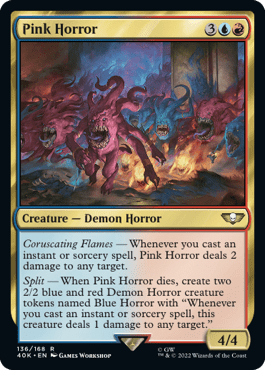 Pink Horror 3
Creature — Demon Horror
Coruscating Flames — Whenever you cast an
instant or sorcery spell, Pink Horror deals 2
damage to any target.
Split — When Pink Horror dies, create two
2/2 blue and red Demon Horror creature
tokens named Blue Horror with “Whenever
you cast an instant or sorcery spell, this
creature deals 1 damage to any target.”
4/4
136/168 R
40K • EN Games Workshop
© GW
™ & © 2022 Wizards of the Coast